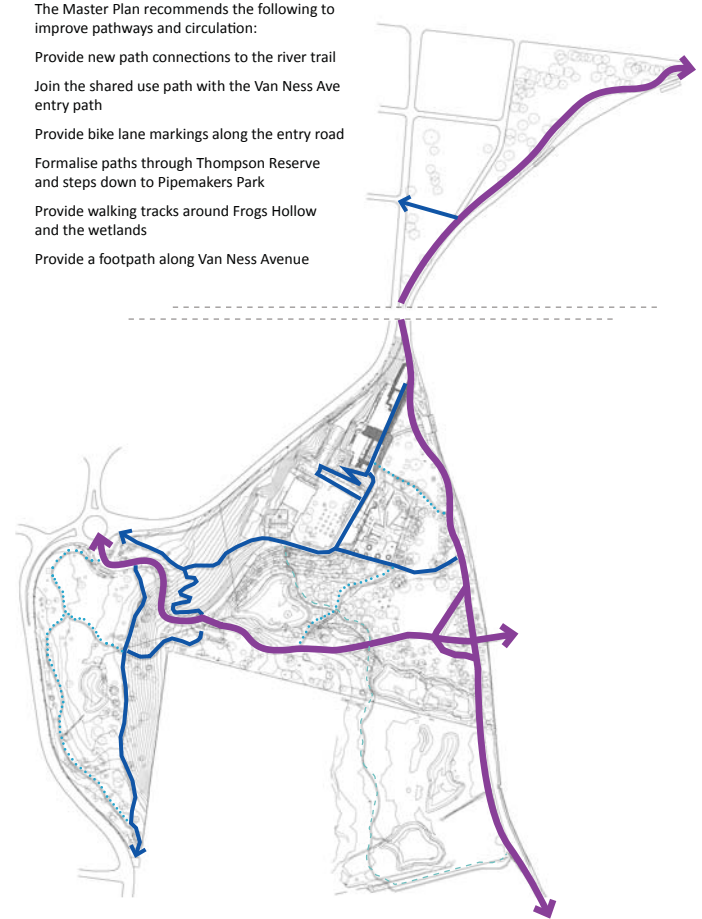 The Master Plan recommends the following to
improve pathways and circulation:
Provide new path connections to the river trail
Join the shared use path with the Van Ness Ave
entry path
Provide bike lane markings along the entry road
Formalise paths through Thompson Reserve
and steps down to Pipemakers Park
Provide walking tracks around Frogs Hollow
and the wetlands
Provide a footpath along Van Ness Avenue